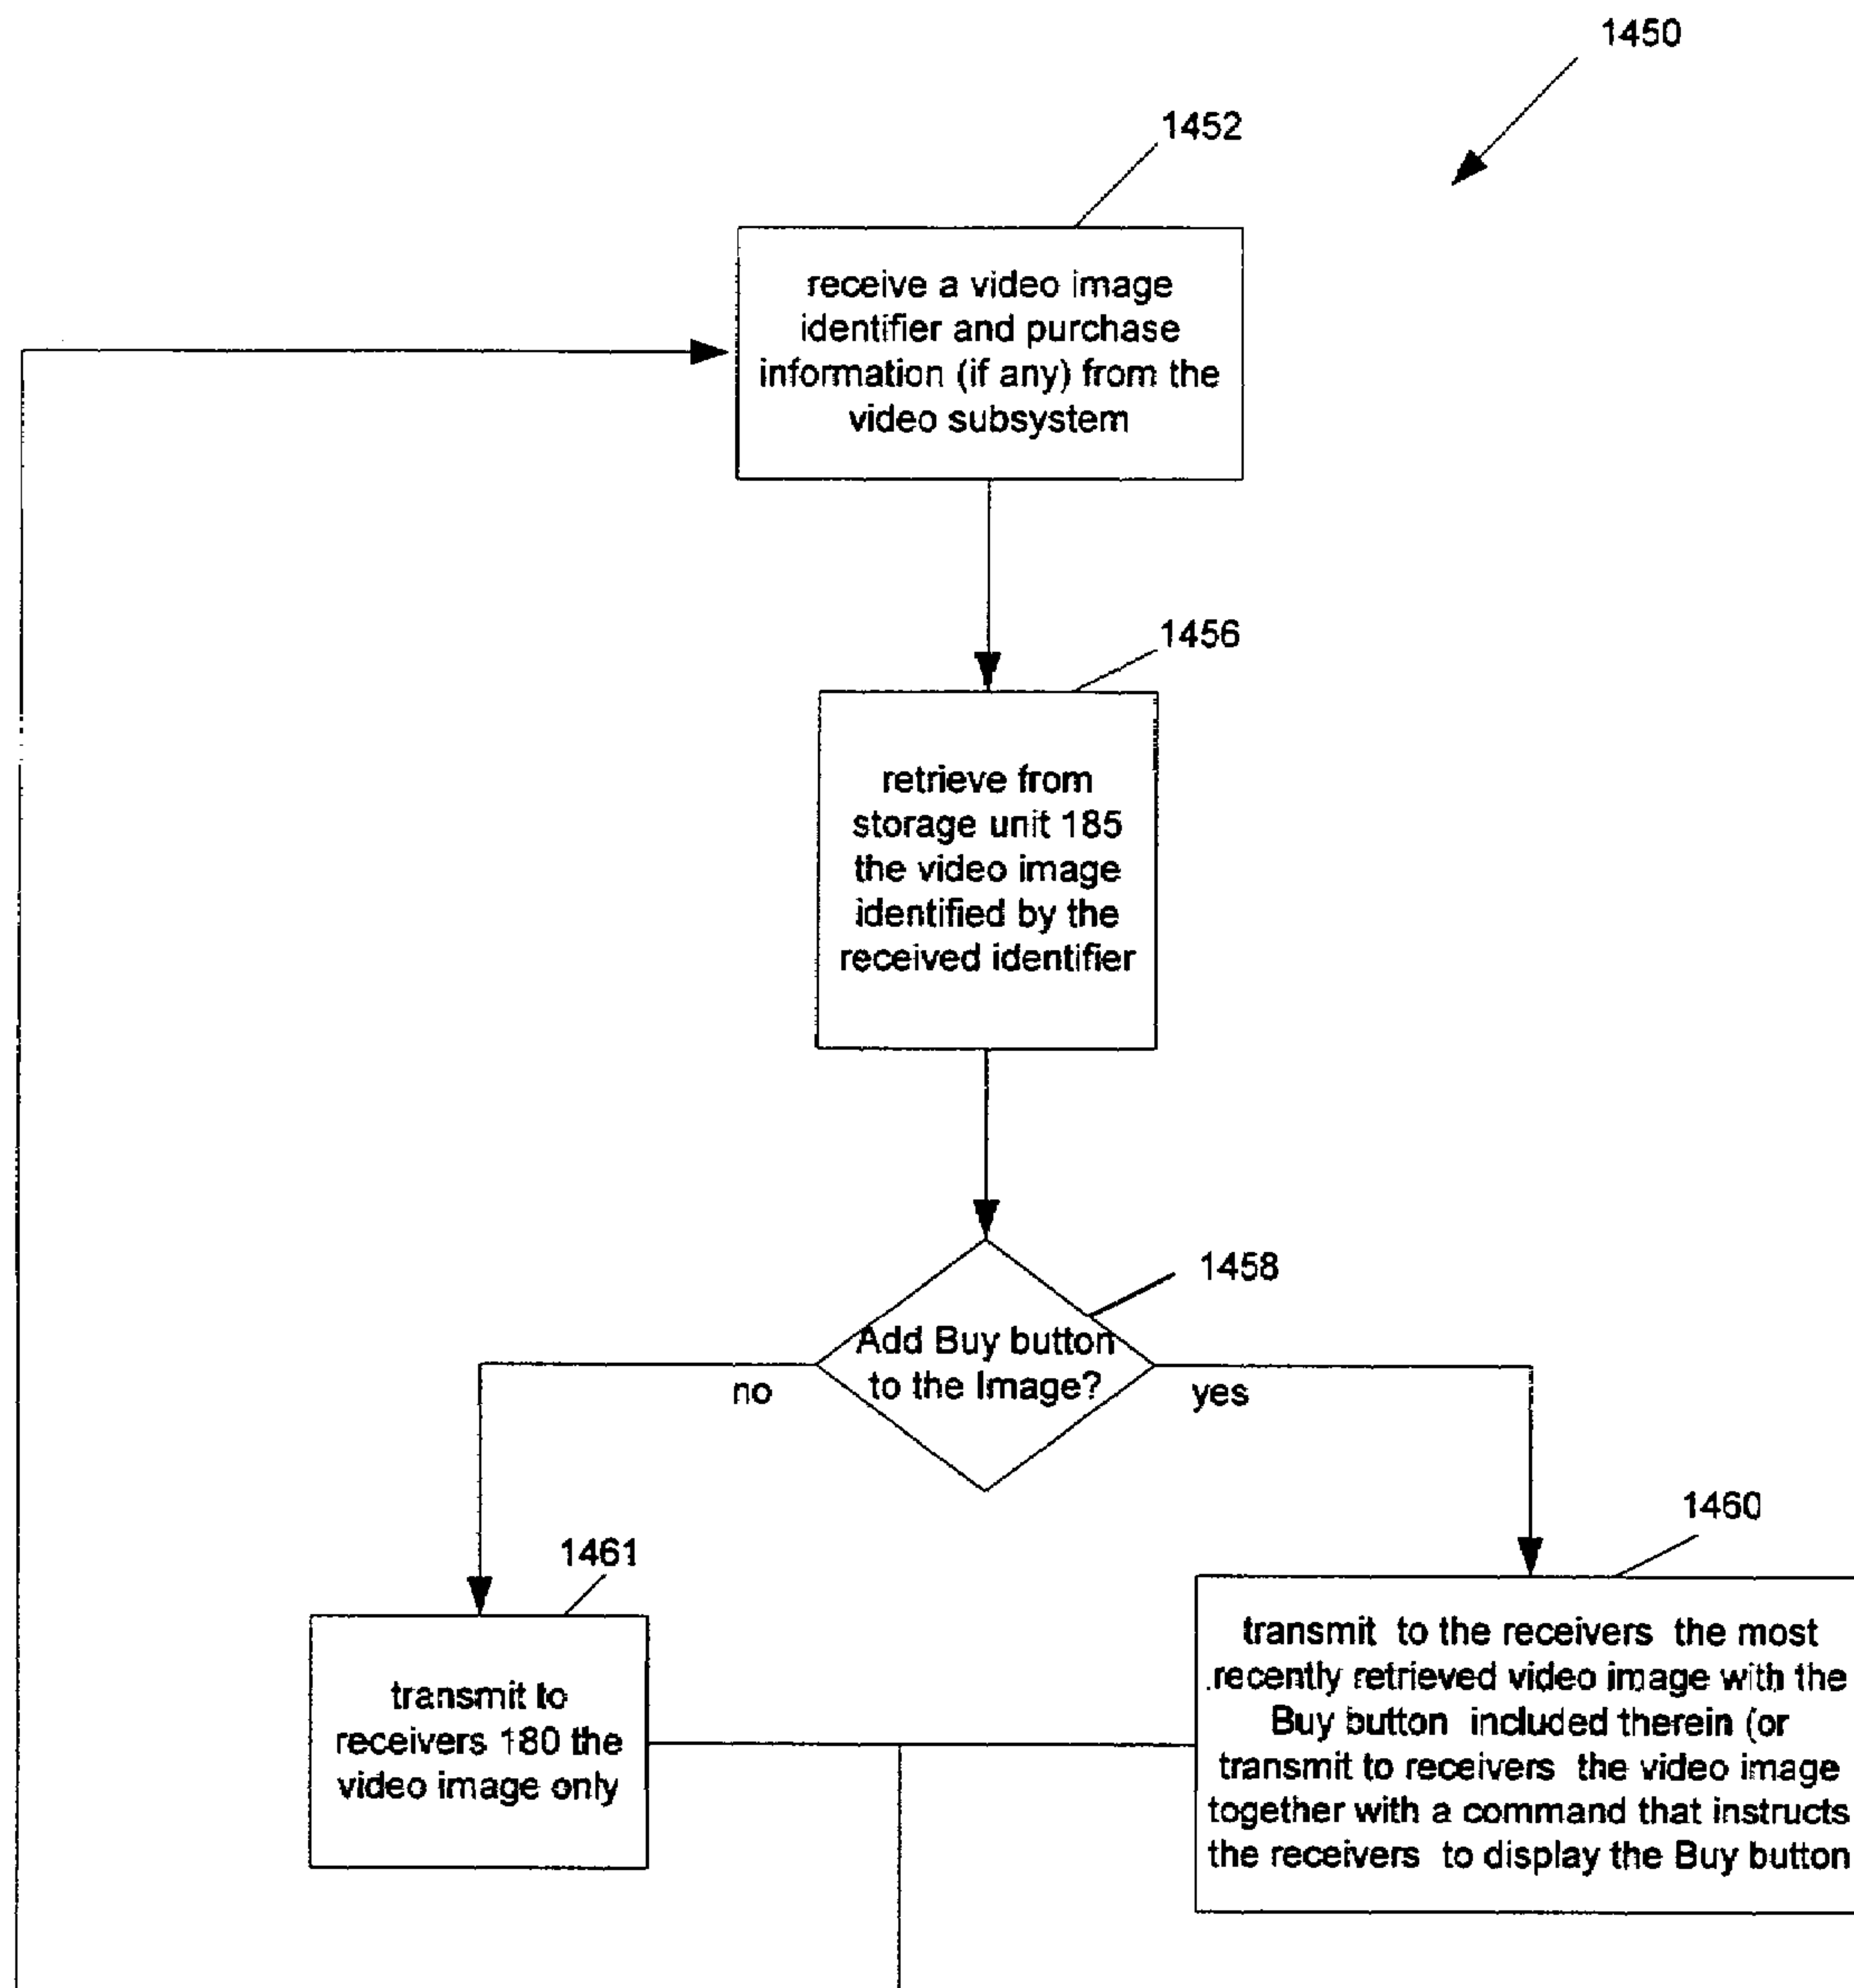 1450
1452
receive a video image
identifier and purchase
information (if any) from the
video subsystem
1456
retrieve from
storage unit 185
the video image
identified by the
received identifier
1458
Add Buy button
to the Image?
no
yes
1460
1461
transmit to the receivers the most
recently retrieved video image with the
Buy button included therein (or
transmit to receivers the video image
together with a command that instructs
the receivers to display the Buy button
transmit to
receivers 180 the
video image only